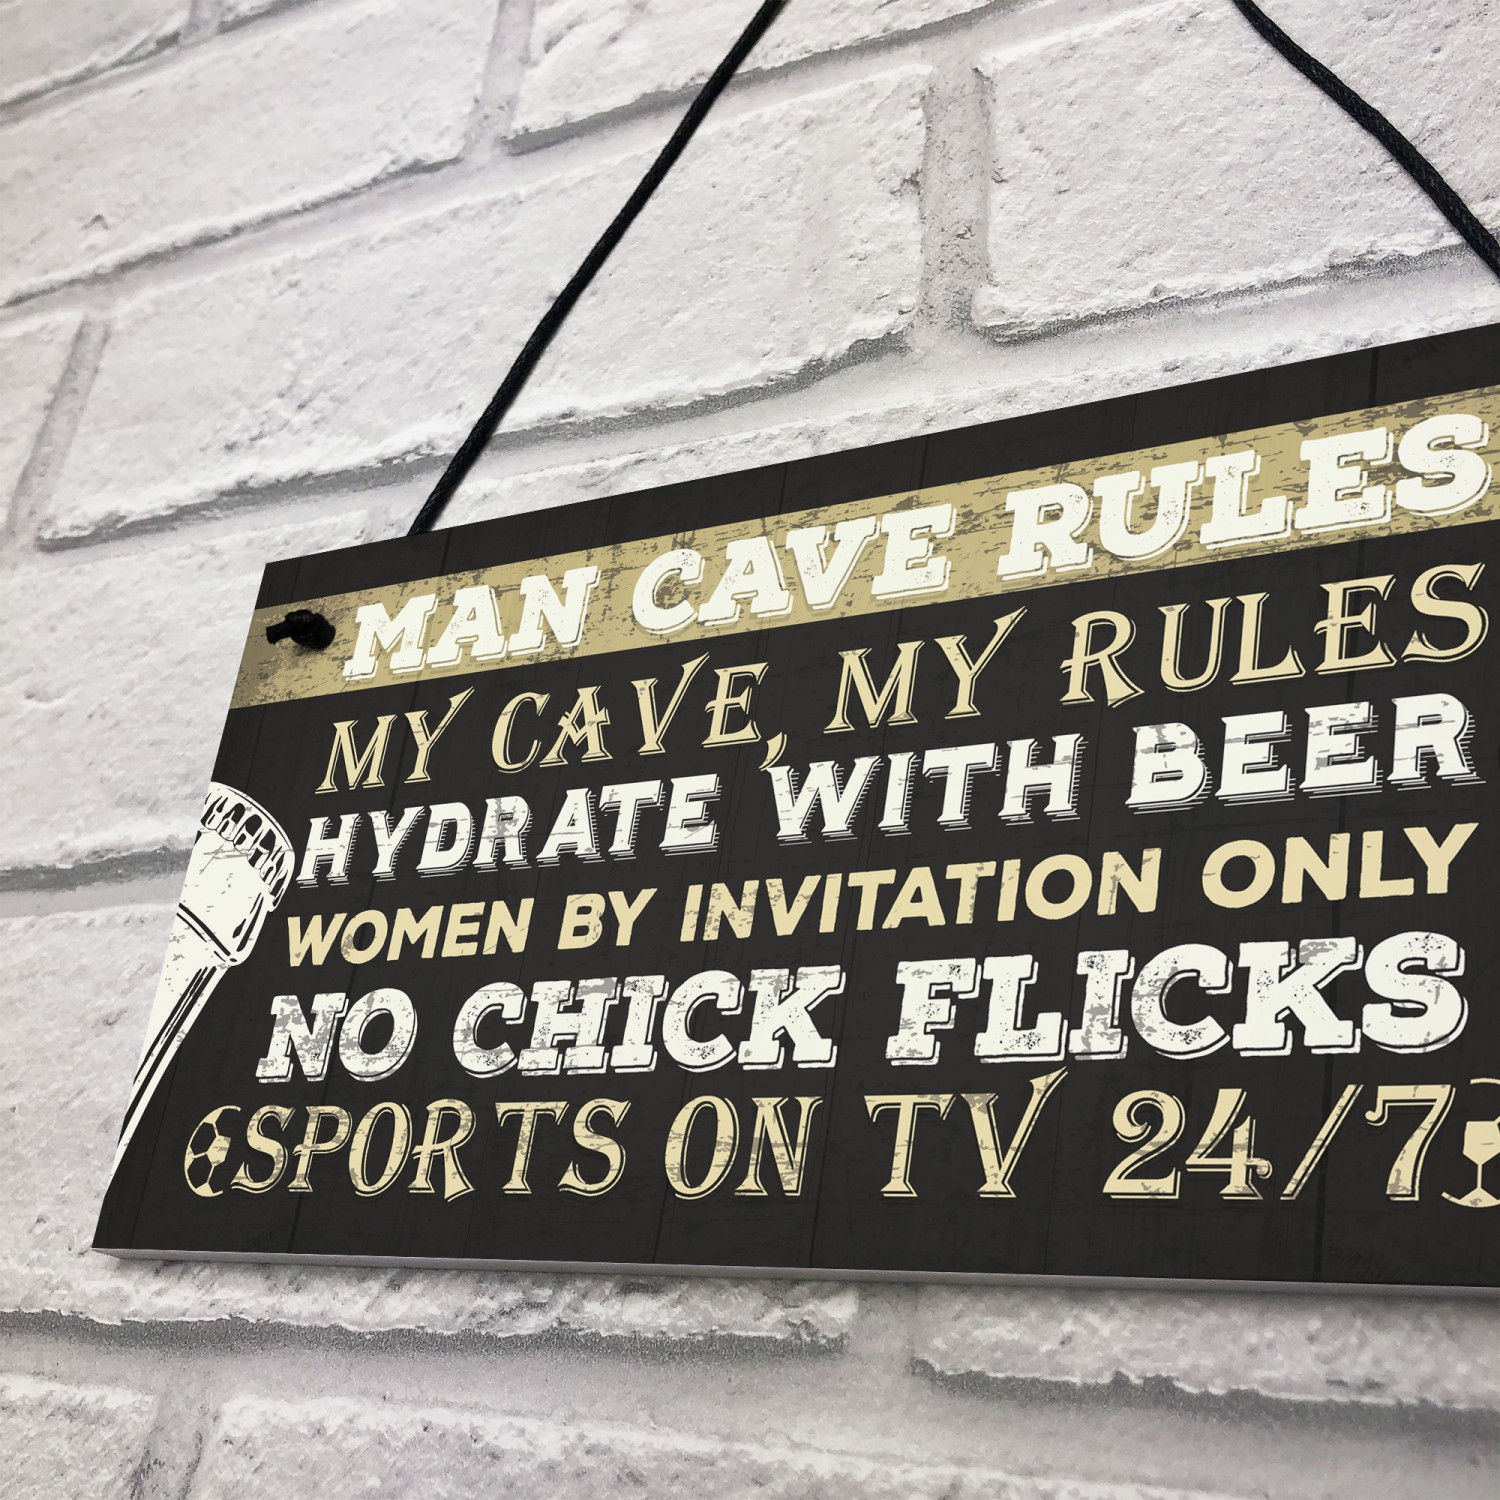 MAN CAVE RULES
MY CAVE, MY RULES
HYDRATE WITH BEER
WOMEN BY INVITATION ONLY
NO CHICK FLICKS
SPORTS ON TV 24/7